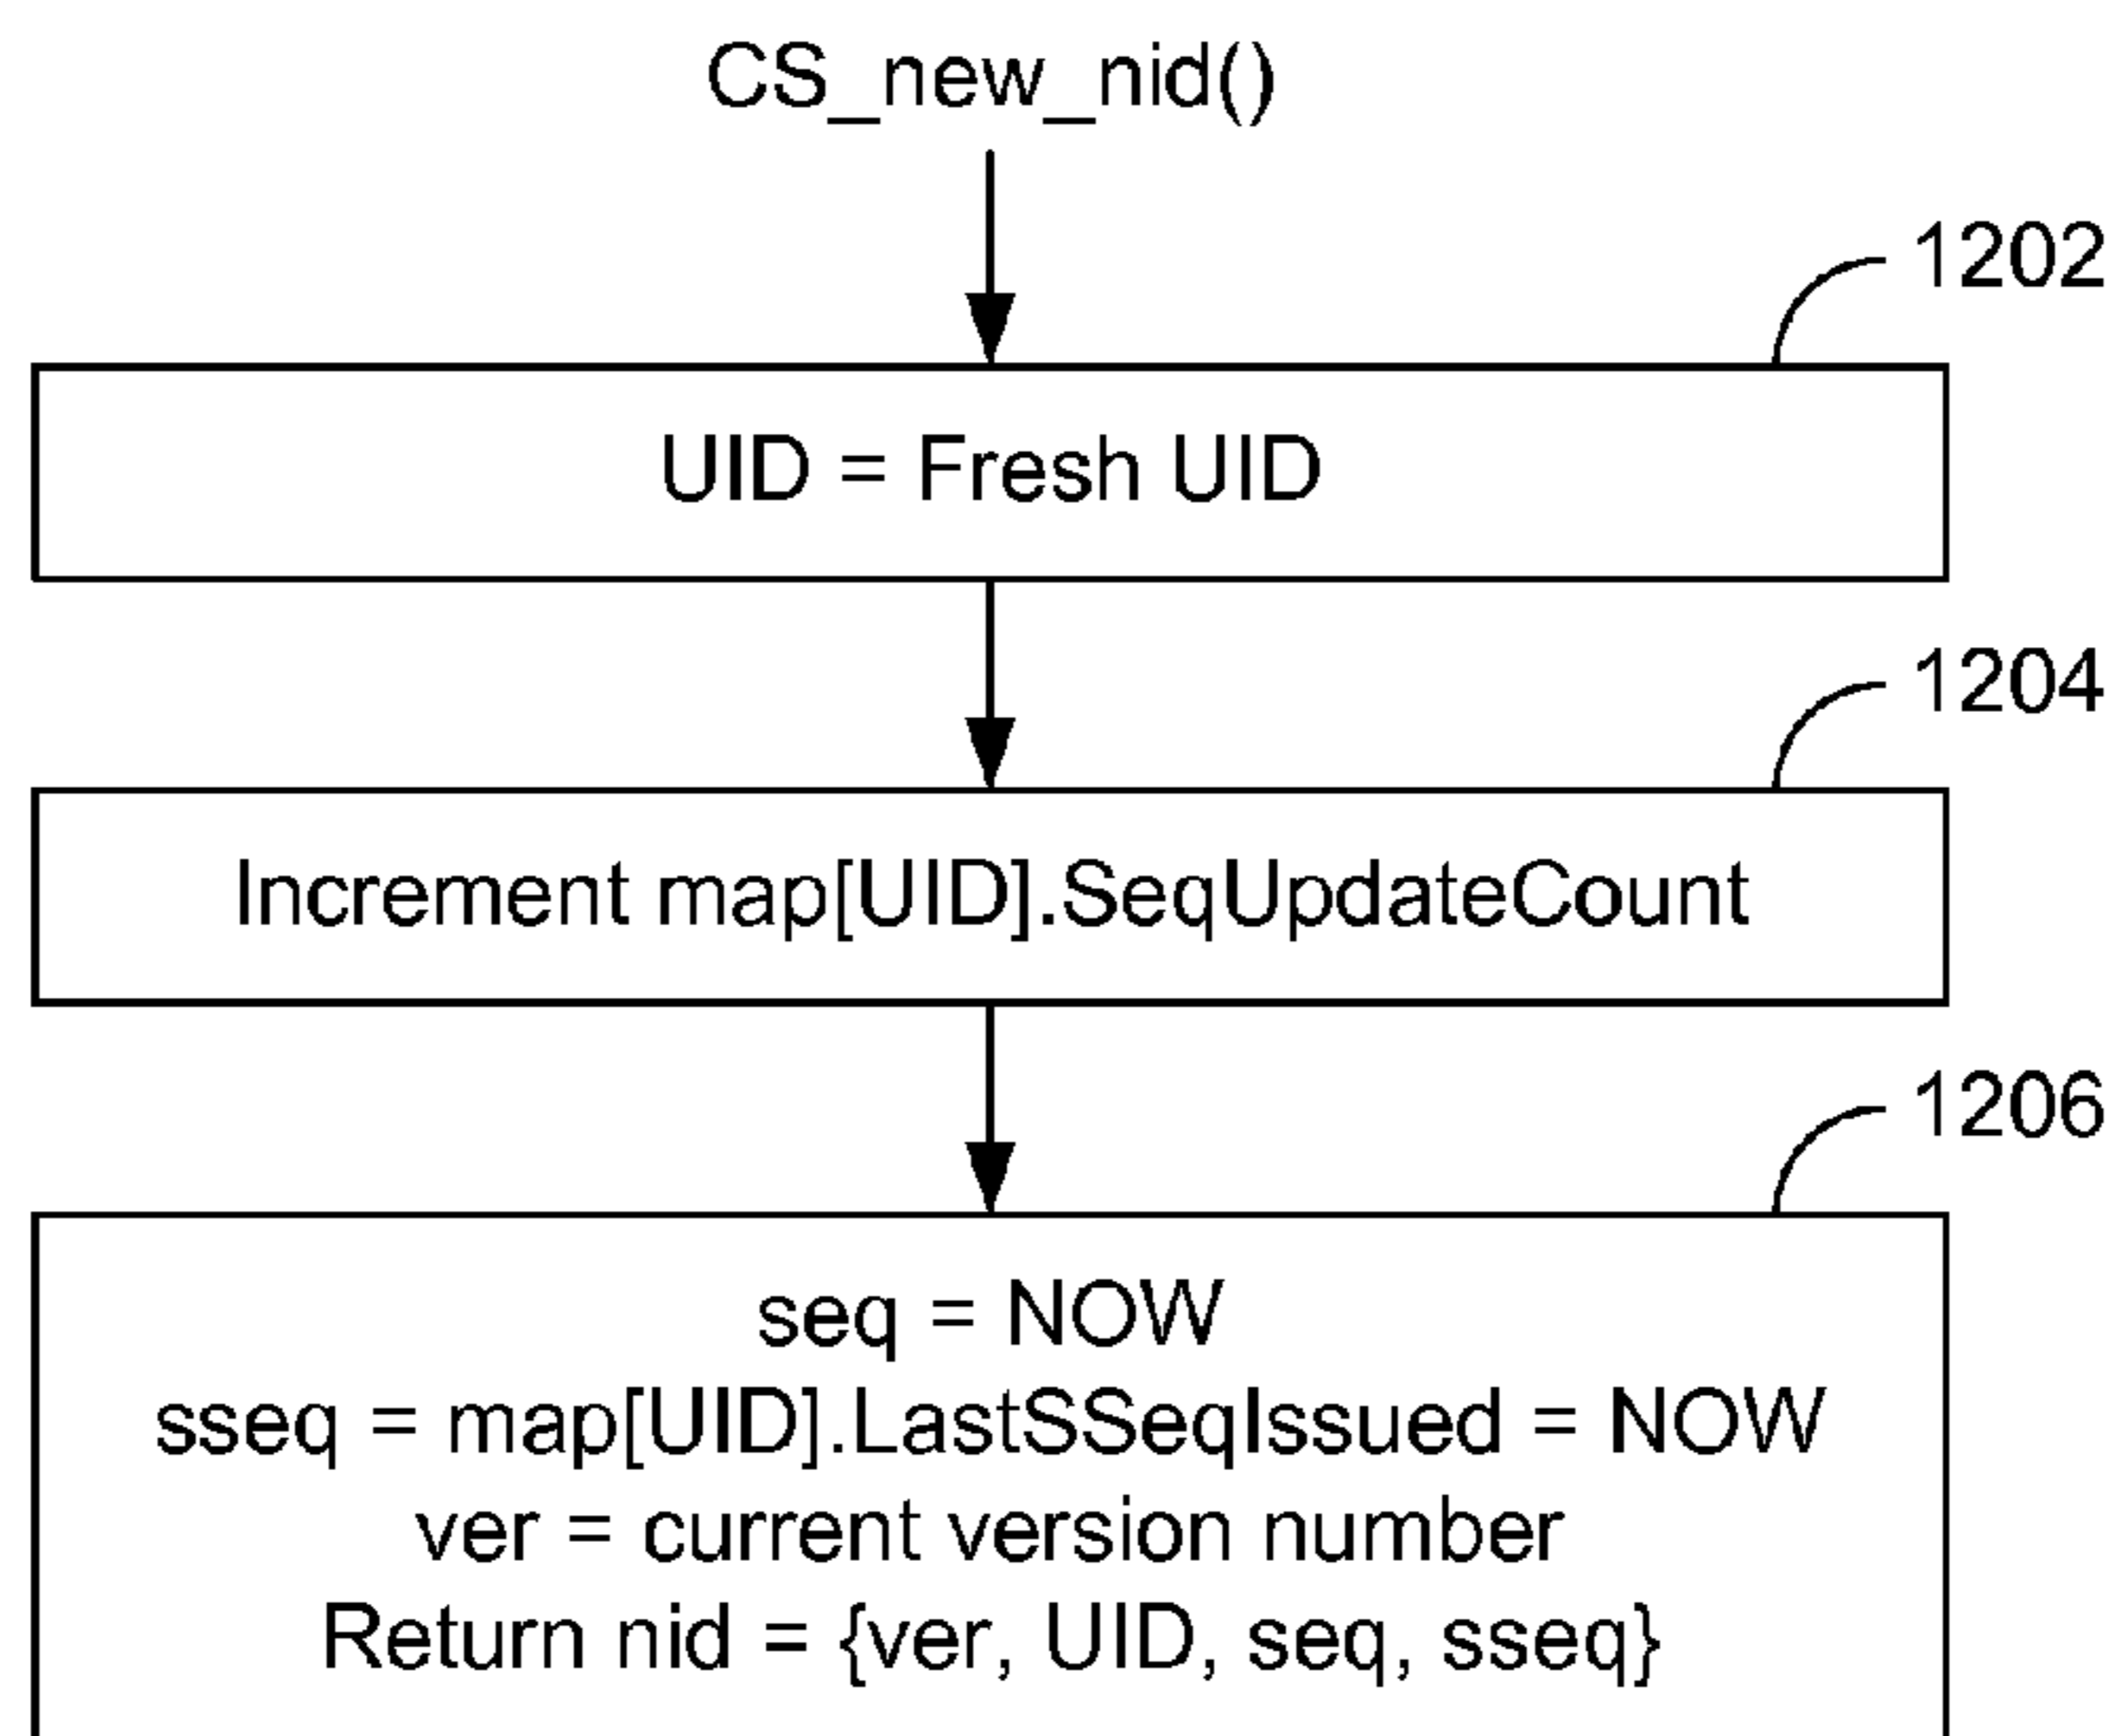 CS_new_nid()
1202
UID = Fresh UID
1204
Increment map[UID].SeqUpdateCount
1206
seq = NOW
sseq = map[UID].LastSSeqIssued = NOW
ver = current version number
Return nid = {ver, UID, seq, sseq}